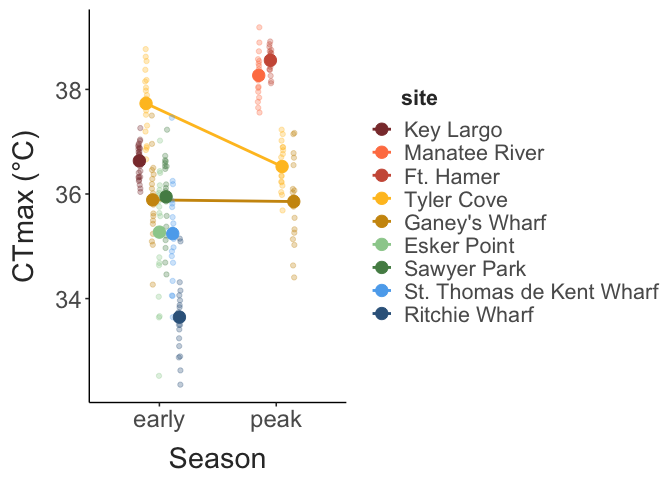 CTmax (°C)
38
36
34
early
peak
Season
site
Key Largo
Manatee River
Ft. Hamer
Tyler Cove
Ganey's Wharf
Esker Point
Sawyer Park
St. Thomas de Kent Wharf
Ritchie Wharf